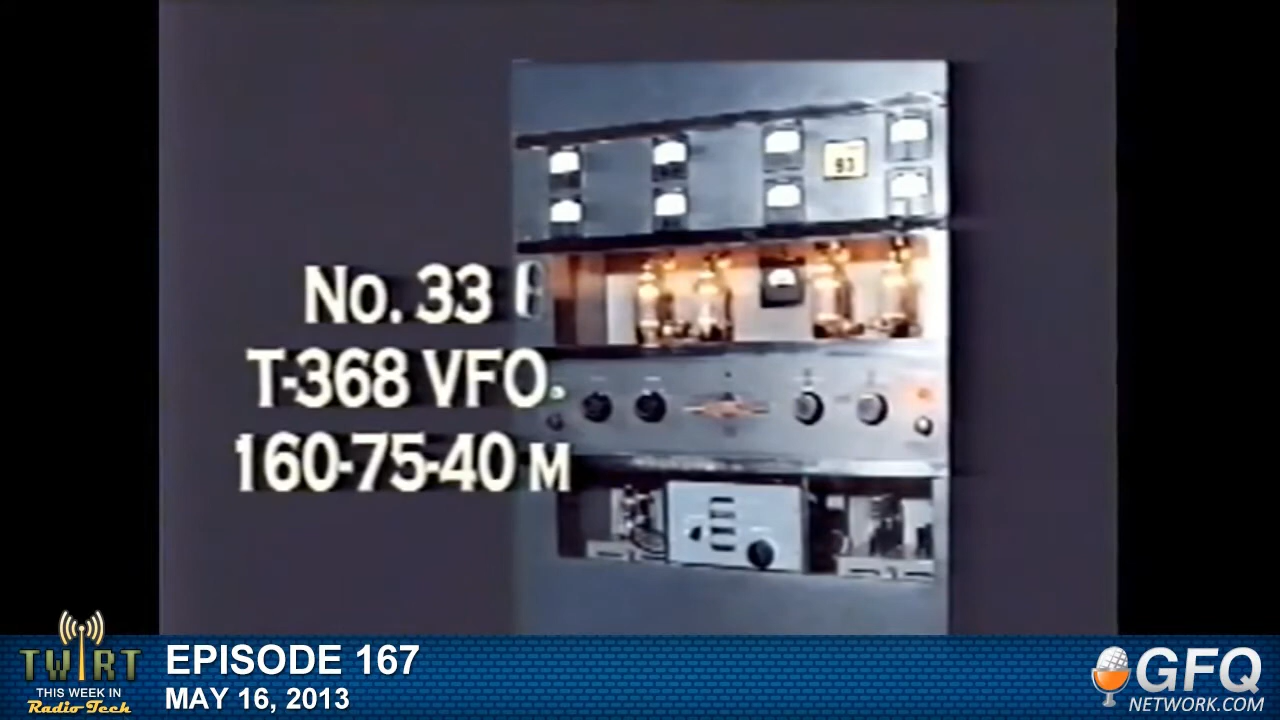 No. 33
T-368 VFO
160-75-40 M
93
TWiRT
THIS WEEK IN
Radio Tech
EPISODE 167
MAY 16, 2013
GFQ
NETWORK.COM